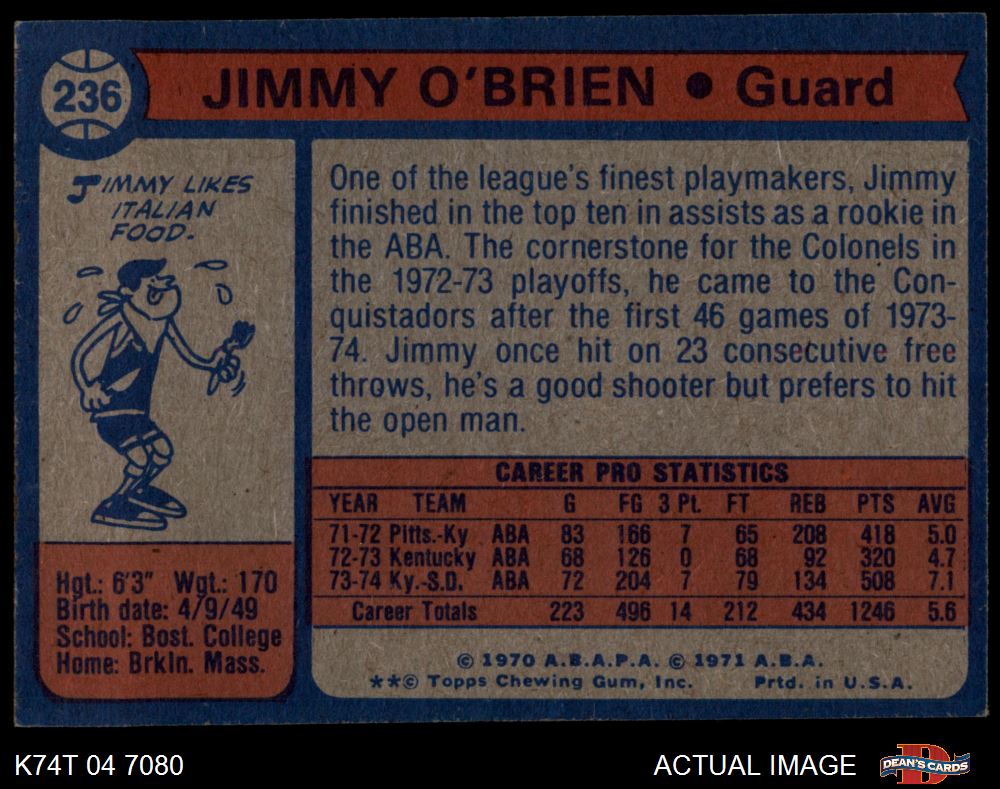 236
JIMMY O'BRIEN • Guard
JIMMY LIKES
ITALIAN
FOOD.
Hgt.: 6'3" Wgt.: 170
Birth date: 4/9/49
School: Bost. College
Home: Brkln. Mass.
One of the league's finest playmakers, Jimmy
finished in the top ten in assists as a rookie in
the ABA. The cornerstone for the Colonels in
the 1972-73 playoffs, he came to the Con-
quistadors after the first 46 games of 1973-
74. Jimmy once hit on 23 consecutive free
throws, he's a good shooter but prefers to hit
the open man.
CAREER PRO STATISTICS
YEAR TEAM G FG 3 Pt. FT REB PTS AVG
71-72 Pitts.-Ky ABA 83 166 7 65 208 418 5.0
72-73 Kentucky ABA 68 126 0 68 92 320 4.7
73-74 Ky.-S.D. ABA 72 204 7 79 134 508 7.1
Career Totals 223 496 14 212 434 1246 5.6
© 1970 A.B.A.P.A. © 1971 A.B.A.
**© Topps Chewing Gum, Inc. Prtd. in U.S.A.
K74T 04 7080
ACTUAL IMAGE
DEAN'S CARDS